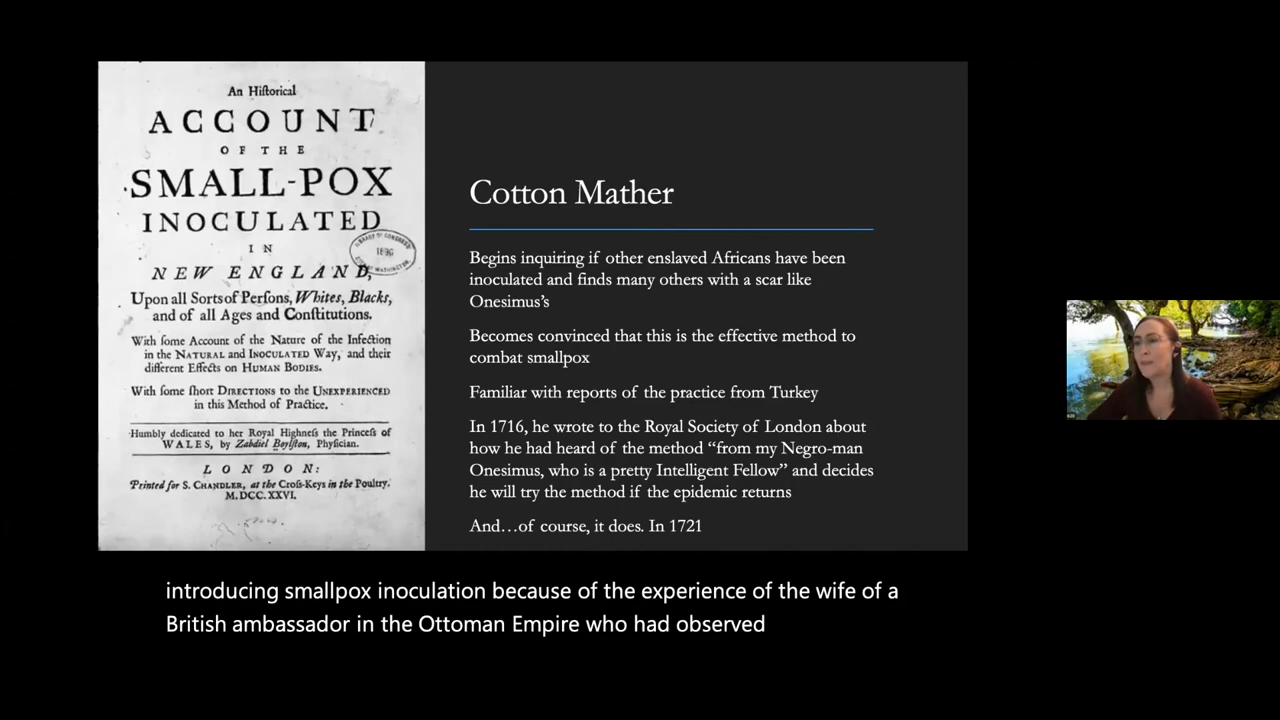 An Hiſtorical
ACCOUNT
OF THE
SMALL-POX
INOCULATED
IN
NEW ENGLAND,
Upon all Sorts of Perſons, Whites, Blacks,
and of all Ages and Conſtitutions.
With ſome Account of the Nature of the Infection
in the NATURAL and INOCULATED Way, and their
different Effects on HUMAN BODIES.
With ſome ſhort DIRECTIONS to the UNEXPERIENCED
in this Method of Practice.
Humbly dedicated to her Royal Highneſs the Princeſs of
WALES, by Zabdiel Boylſton, Phyſician.
LONDON:
Printed for S. CHANDLER, at the Croſs-Keys in the Poultry.
M.DCC.XXVI.
LIBRARY OF CONGRESS
1890
WASHINGTON
Cotton Mather
Begins inquiring if other enslaved Africans have been
inoculated and finds many others with a scar like
Onesimus’s
Becomes convinced that this is the effective method to
combat smallpox
Familiar with reports of the practice from Turkey
In 1716, he wrote to the Royal Society of London about
how he had heard of the method “from my Negro-man
Onesimus, who is a pretty Intelligent Fellow” and decides
he will try the method if the epidemic returns
And…of course, it does. In 1721
introducing smallpox inoculation because of the experience of the wife of a
British ambassador in the Ottoman Empire who had observed